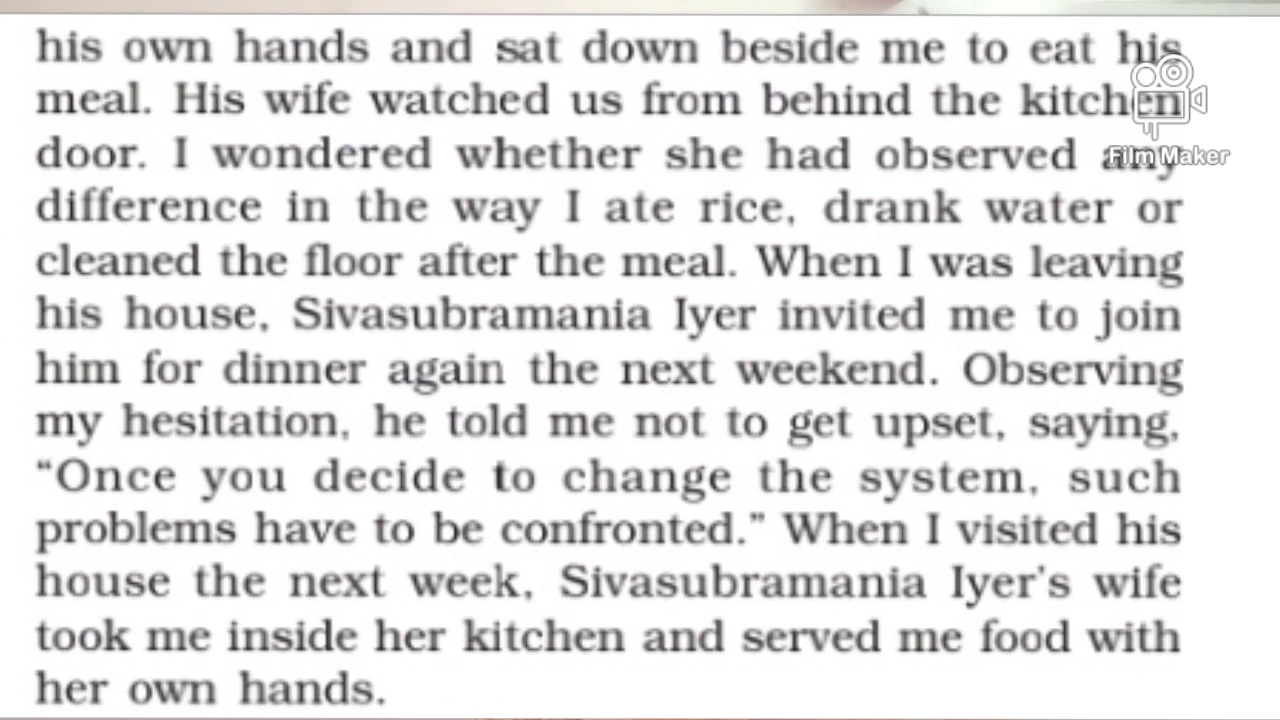 his own hands and sat down beside me to eat his
meal. His wife watched us from behind the kitchen
door. I wondered whether she had observed any
difference in the way I ate rice, drank water or
cleaned the floor after the meal. When I was leaving
his house, Sivasubramania Iyer invited me to join
him for dinner again the next weekend. Observing
my hesitation, he told me not to get upset, saying,
“Once you decide to change the system, such
problems have to be confronted.” When I visited his
house the next week, Sivasubramania Iyer’s wife
took me inside her kitchen and served me food with
her own hands.
Film Maker